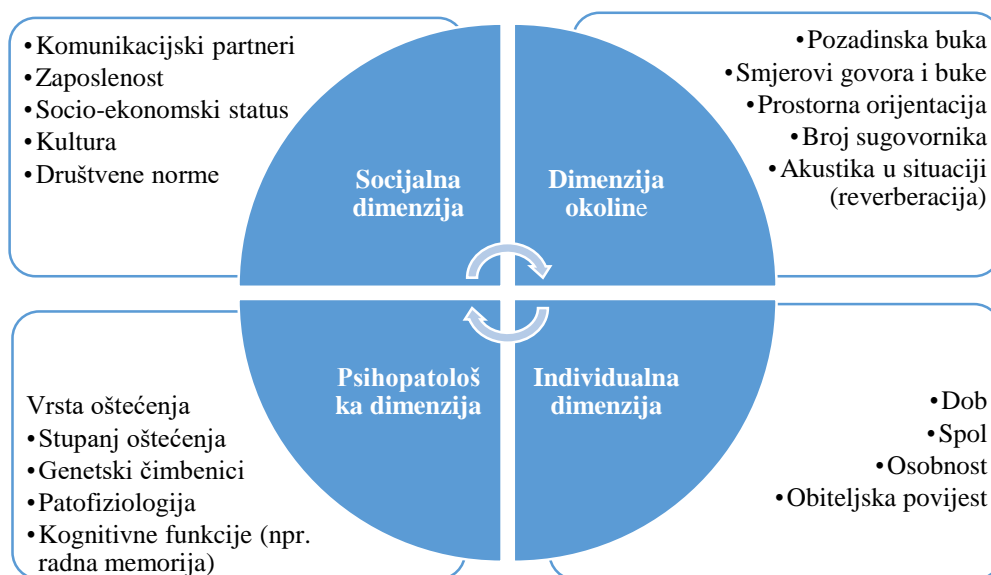 •Komunikacijski partneri
•Zaposlenost
•Socio-ekonomski status
•Kultura
•Društvene norme
•Pozadinska buka
•Smjerovi govora i buke
•Prostorna orijentacija
•Broj sugovornika
•Akustika u situaciji
(reverberacija)
Socijalna
dimenzija
Dimenzija
okoline
Psihopatološ
ka dimenzija
Individualna
dimenzija
Vrsta oštećenja
•Stupanj oštećenja
•Genetski čimbenici
•Patofiziologija
•Kognitivne funkcije (npr.
radna memorija)
•Dob
•Spol
•Osobnost
•Obiteljska povijest